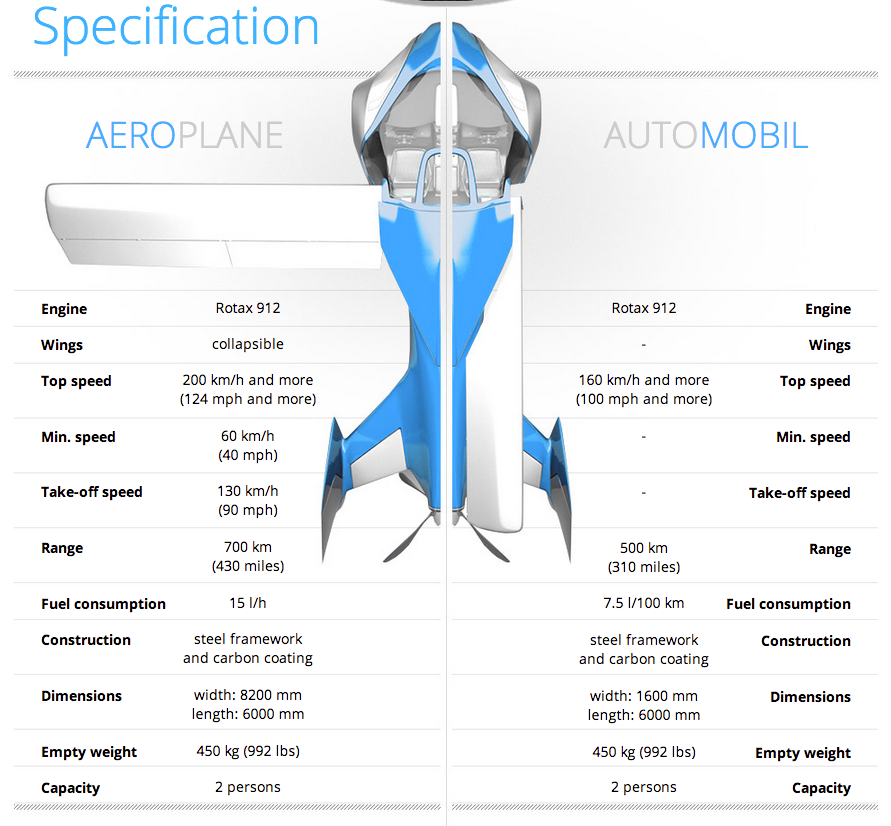 Specification
AEROPLANE
Engine Rotax 912
Wings collapsible
Top speed 200 km/h and more
(124 mph and more)
Min. speed 60 km/h
(40 mph)
Take-off speed 130 km/h
(90 mph)
Range 700 km
(430 miles)
Fuel consumption 15 l/h
Construction steel framework
and carbon coating
Dimensions width: 8200 mm
length: 6000 mm
Empty weight 450 kg (992 lbs)
Capacity 2 persons
AUTOMOBIL
Rotax 912 Engine
- Wings
160 km/h and more Top speed
(100 mph and more)
- Min. speed
- Take-off speed
500 km Range
(310 miles)
7.5 l/100 km Fuel consumption
steel framework Construction
and carbon coating
width: 1600 mm Dimensions
length: 6000 mm
450 kg (992 lbs) Empty weight
2 persons Capacity